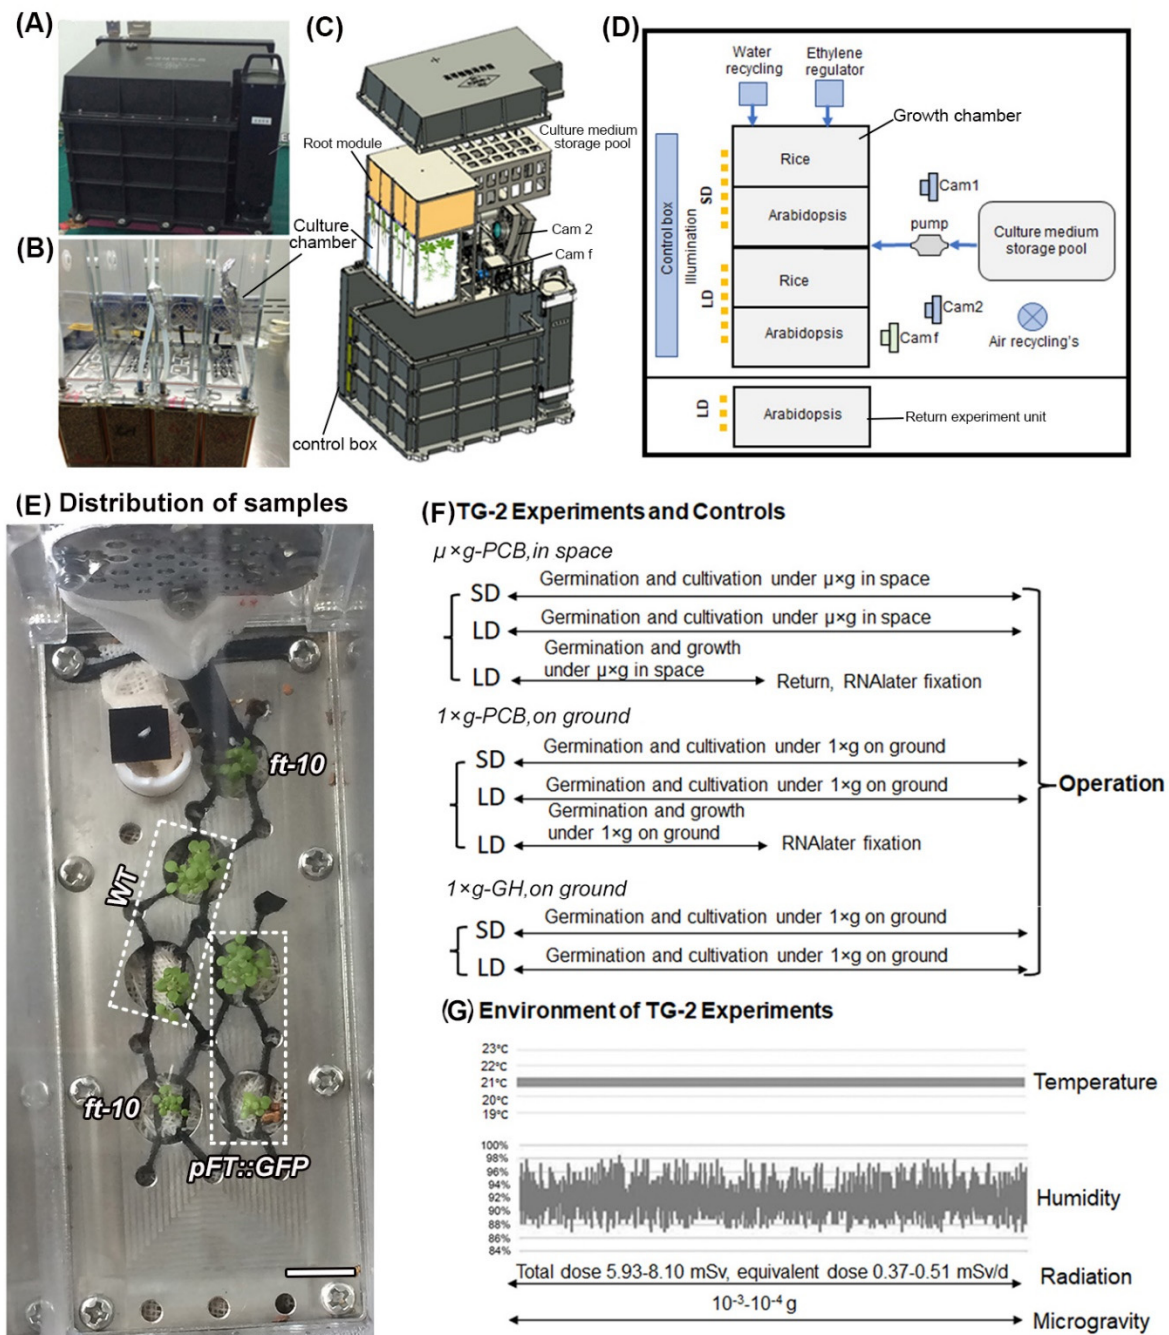 (A)
(B)
Culture
chamber
(C)
Root module
Culture medium
storage pool
Cam 2
Cam f
control box
(D)
Water
recycling
Ethylene
regulator
Growth chamber
Control box
Illumination
SD
LD
Rice
Arabidopsis
Rice
Arabidopsis
Cam1
pump
Culture medium
storage pool
Cam2
Cam f
Air recycling's
LD
Arabidopsis
Return experiment unit
(E) Distribution of samples
ft-10
WT
ft-10
pFT::GFP
(F) TG-2 Experiments and Controls
μ×g-PCB, in space
SD Germination and cultivation under μ×g in space
LD Germination and cultivation under μ×g in space
Germination and growth
under μ×g in space
LD Return, RNAlater fixation
1×g-PCB, on ground
SD Germination and cultivation under 1×g on ground
LD Germination and cultivation under 1×g on ground
Germination and growth
under 1×g on ground
LD RNAlater fixation
1×g-GH, on ground
SD Germination and cultivation under 1×g on ground
LD Germination and cultivation under 1×g on ground
Operation
(G) Environment of TG-2 Experiments
23°C
22°C
21°C
20°C
19°C
Temperature
100%
98%
96%
94%
92%
90%
88%
86%
84%
Humidity
Total dose 5.93-8.10 mSv, equivalent dose 0.37-0.51 mSv/d
Radiation
10⁻³-10⁻⁴ g
Microgravity